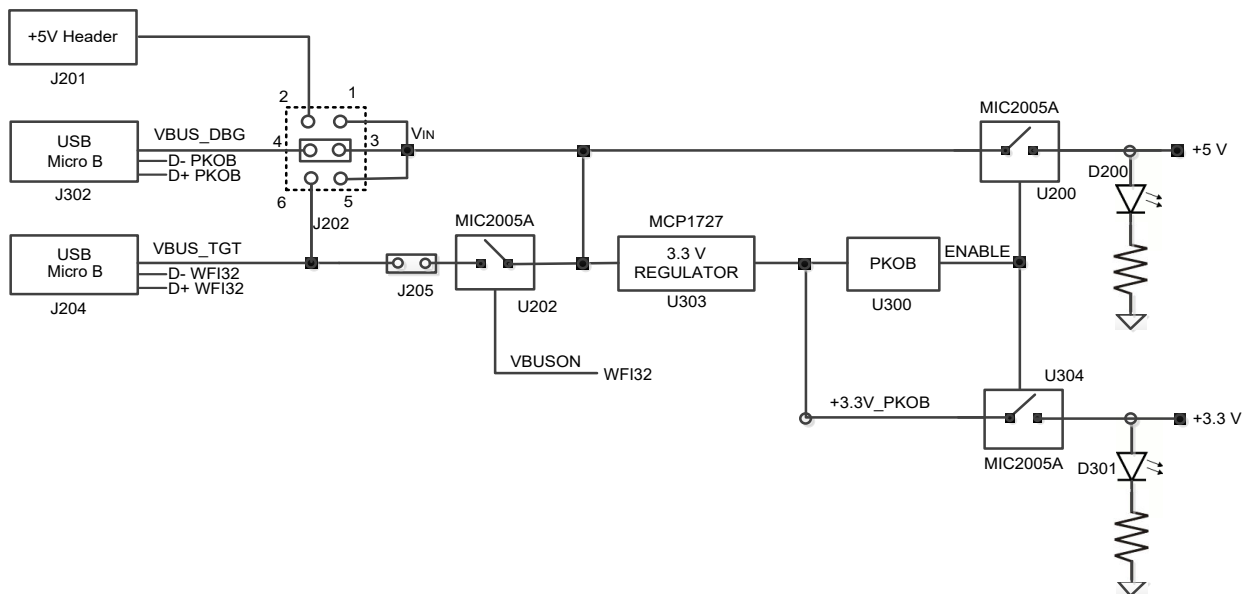 +5V Header
J201
2
1
USB
Micro B
VBUS_DBG
D- PKOB
D+ PKOB
J302
4
3
VIN
6
5
J202
USB
Micro B
VBUS_TGT
D- WFI32
D+ WFI32
J204
J205
MIC2005A
U202
VBUSON
WFI32
MCP1727
3.3 V
REGULATOR
U303
PKOB
U300
ENABLE
MIC2005A
U200
+5 V
D200
+3.3V_PKOB
U304
MIC2005A
+3.3 V
D301